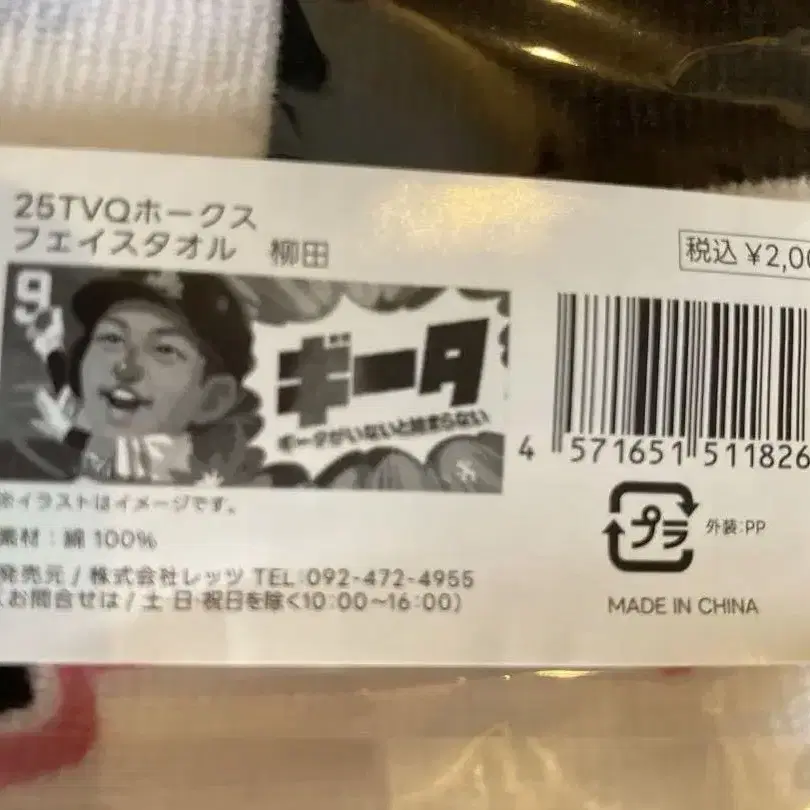 25TVQホークス
フェイスタオル 柳田
税込 ¥2,00
9
ギータ
ギータがいないと始まらない
※イラストはイメージです。
素材：綿 100%
発売元 / 株式会社レッツ TEL:092-472-4955
(お問合せは / 土・日・祝日を除く10:00〜16:00)
4 571651 511826
プラ
外装:PP
MADE IN CHINA